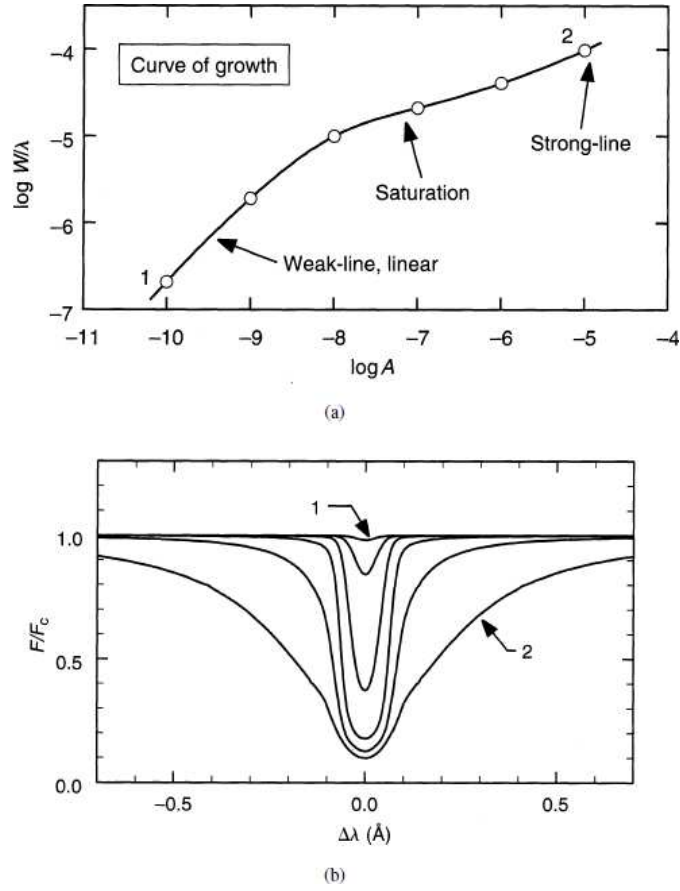 Curve of growth
log W/λ
−4
−5
−6
−7
1
2
Strong-line
Saturation
Weak-line, linear
−11 −10 −9 −8 −7 −6 −5 −4
log A
(a)
F/Fc
1.0
0.5
0.0
1
2
−0.5 0.0 0.5
Δλ (Å)
(b)